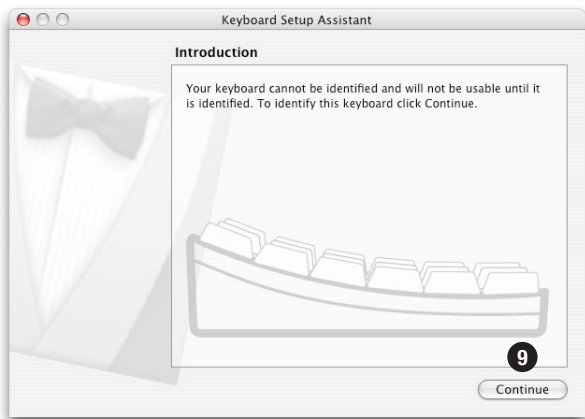 Keyboard Setup Assistant
Introduction
Your keyboard cannot be identified and will not be usable until it
is identified. To identify this keyboard click Continue.
9
Continue